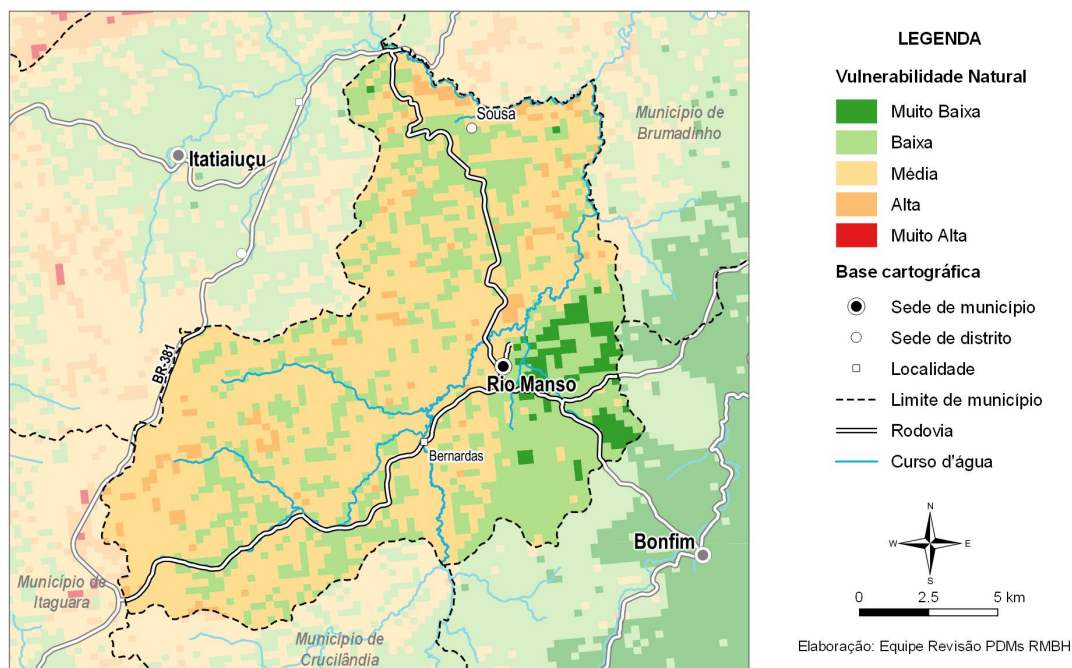 Sousa
Município de
Brumadinho
Itatiaiuçu
BR-381
Rio Manso
Bernardas
Bonfim
Município de
Itaguara
Município de
Crucilândia
LEGENDA
Vulnerabilidade Natural
Muito Baixa
Baixa
Média
Alta
Muito Alta
Base cartográfica
Sede de município
Sede de distrito
Localidade
Limite de município
Rodovia
Curso d'água
N
W
E
S
0 2.5 5 km
Elaboração: Equipe Revisão PDMs RMBH